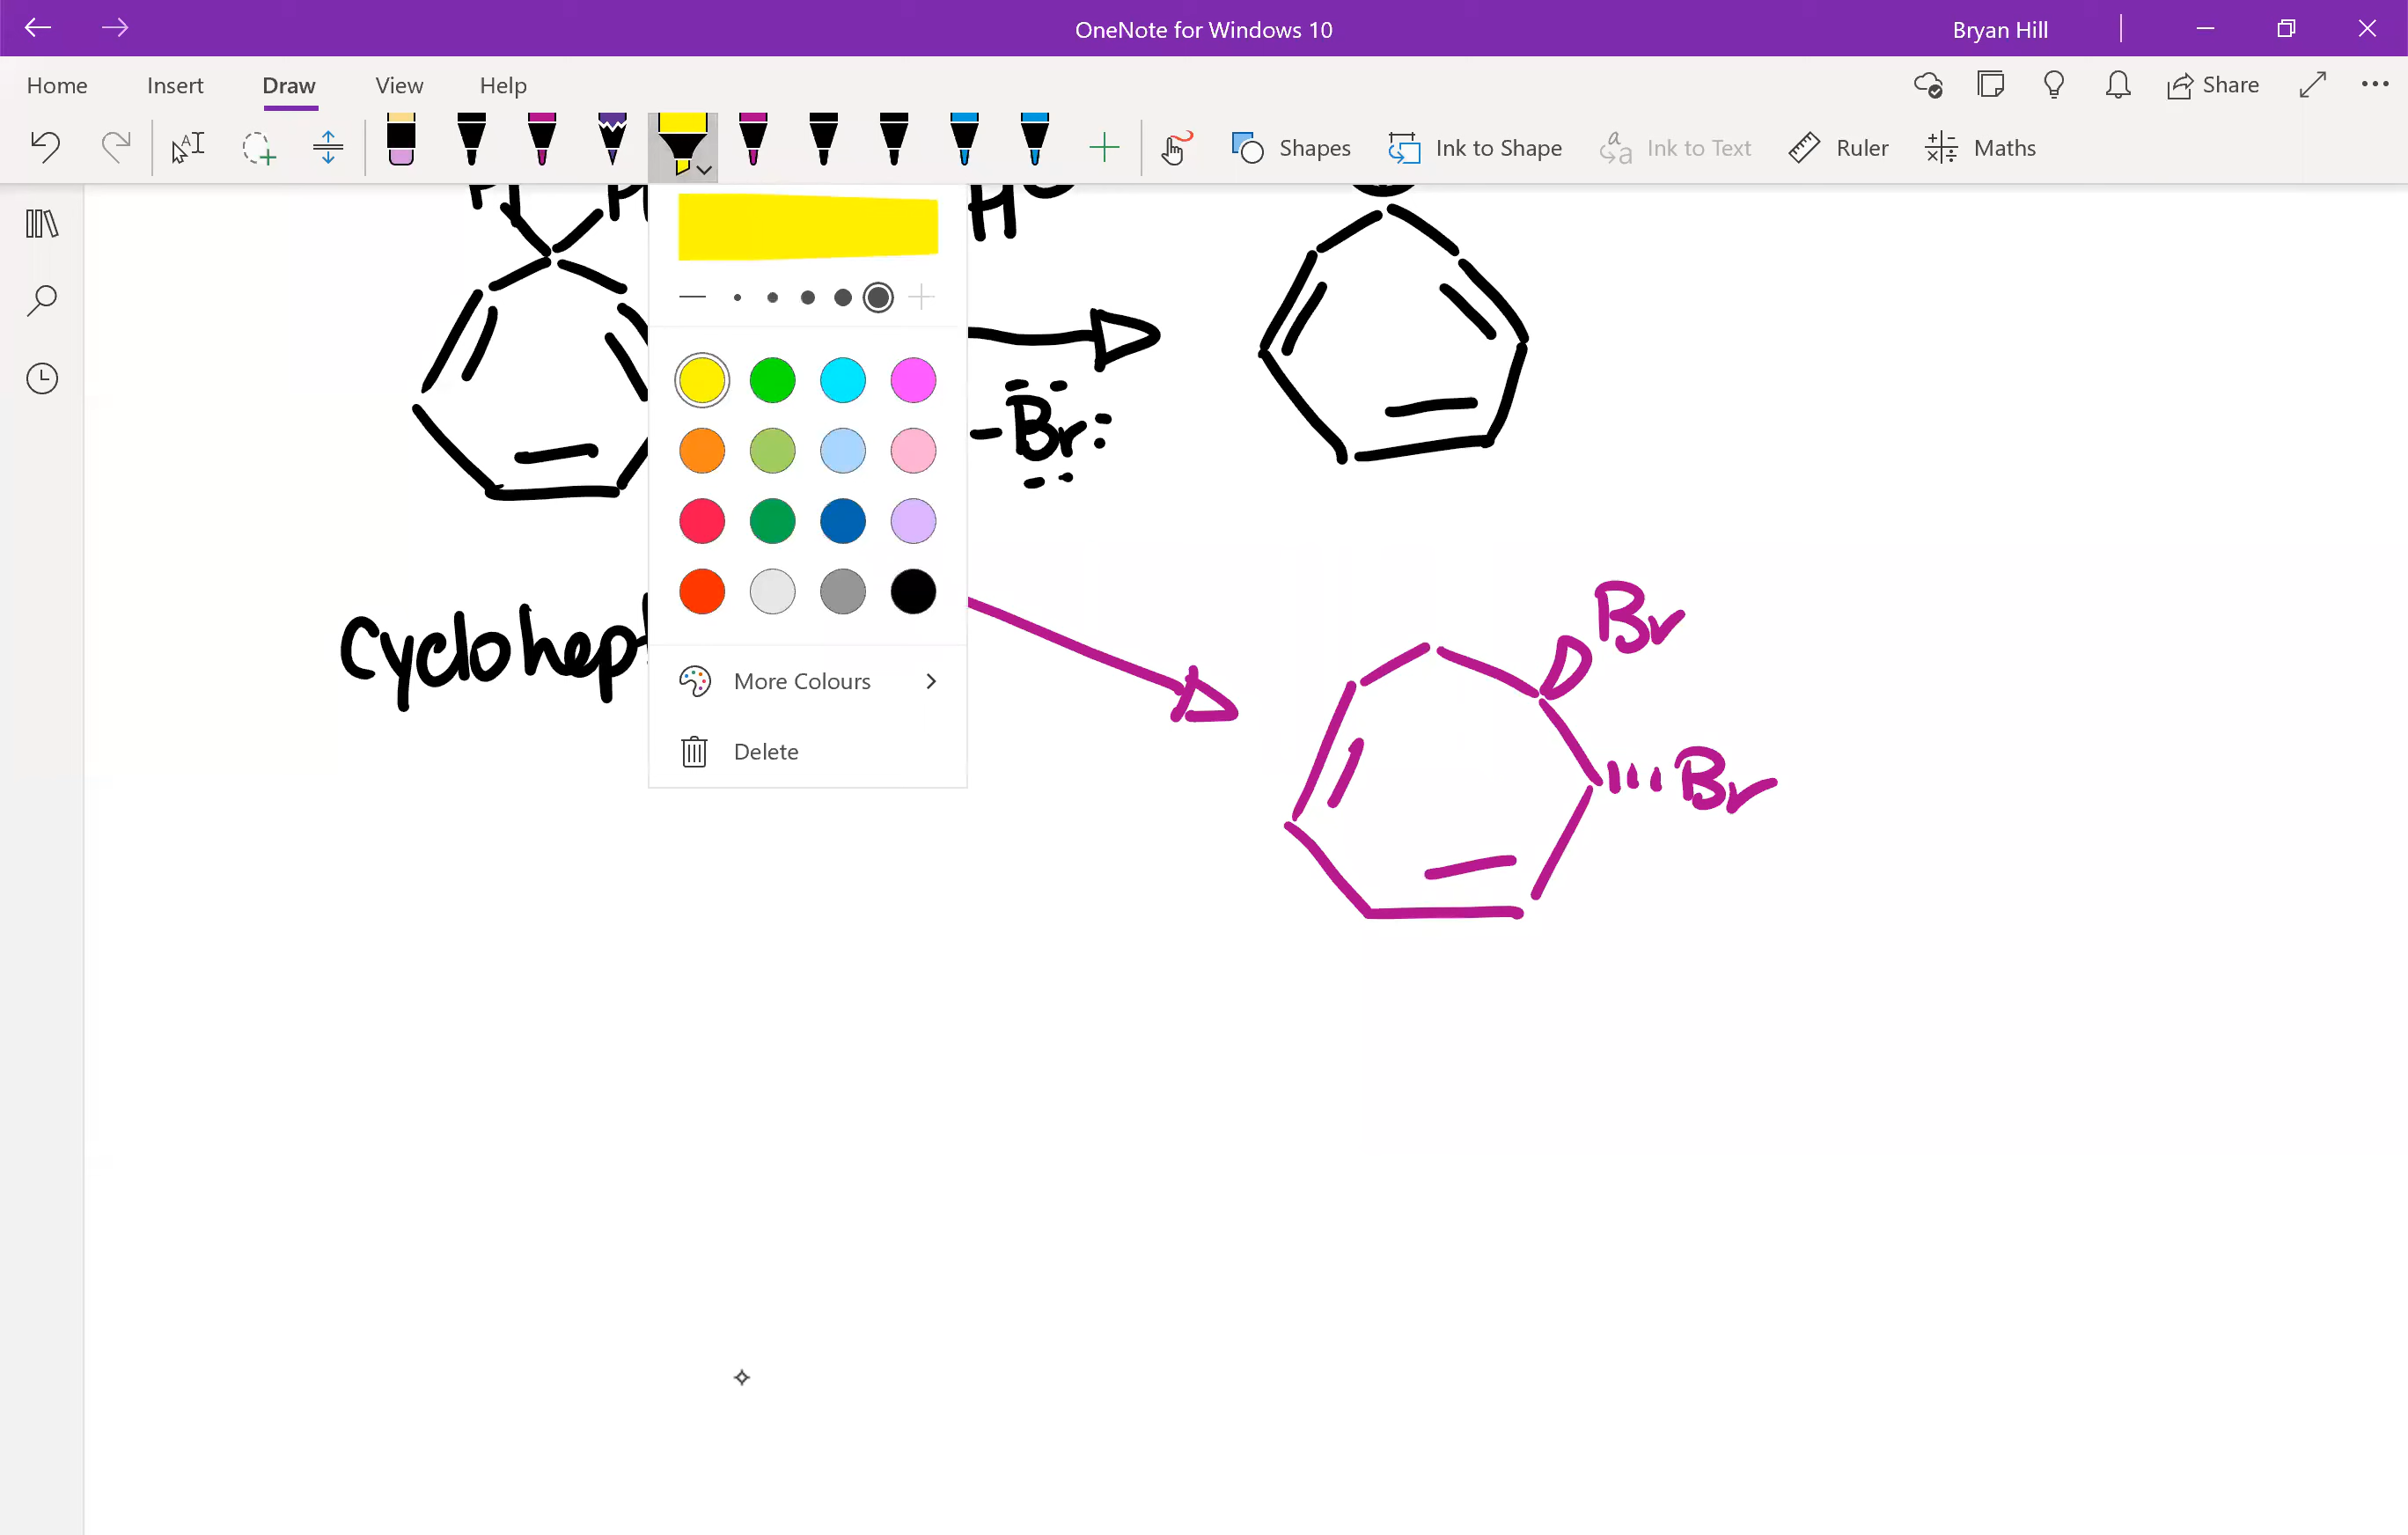 OneNote for Windows 10
Bryan Hill
Home Insert Draw View Help
Share
Shapes Ink to Shape Ink to Text Ruler Maths
Br:
More Colours
Delete
Br
Br